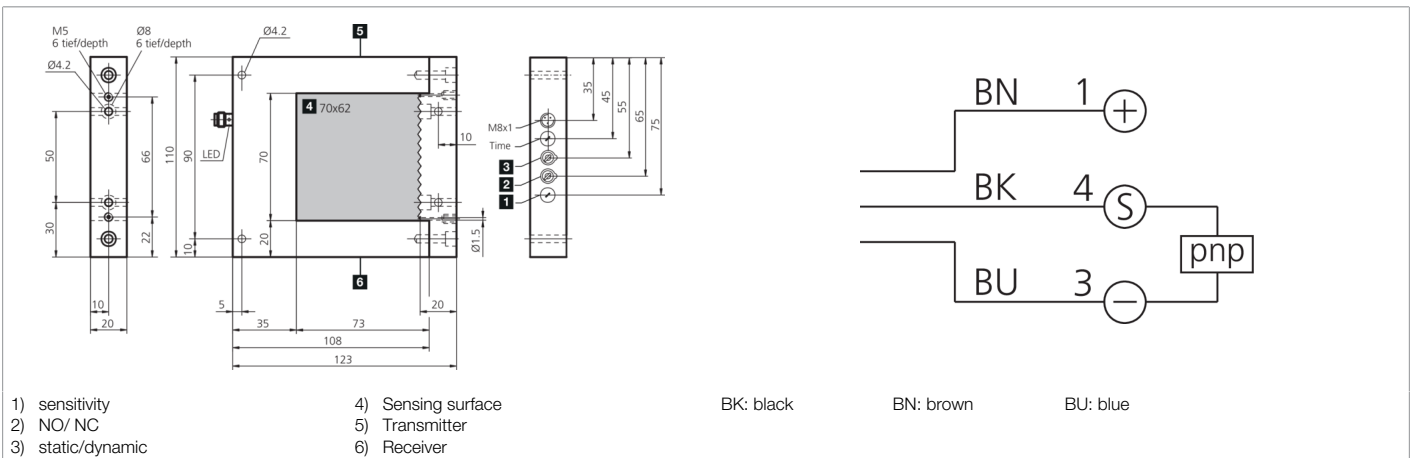 M5
6 tief/depth
Ø8
6 tief/depth
Ø4.2
50
30
66
22
10
20
Ø4.2
5
4 70x62
LED
110
90
10
70
20
10
Ø1.5
5
35
73
20
108
123
6
35
45
55
65
75
M8x1
Time
3
2
1
BN 1 +
BK 4 S
BU 3 −
pnp
1) sensitivity
2) NO/ NC
3) static/dynamic
4) Sensing surface
5) Transmitter
6) Receiver
BK: black BN: brown BU: blue